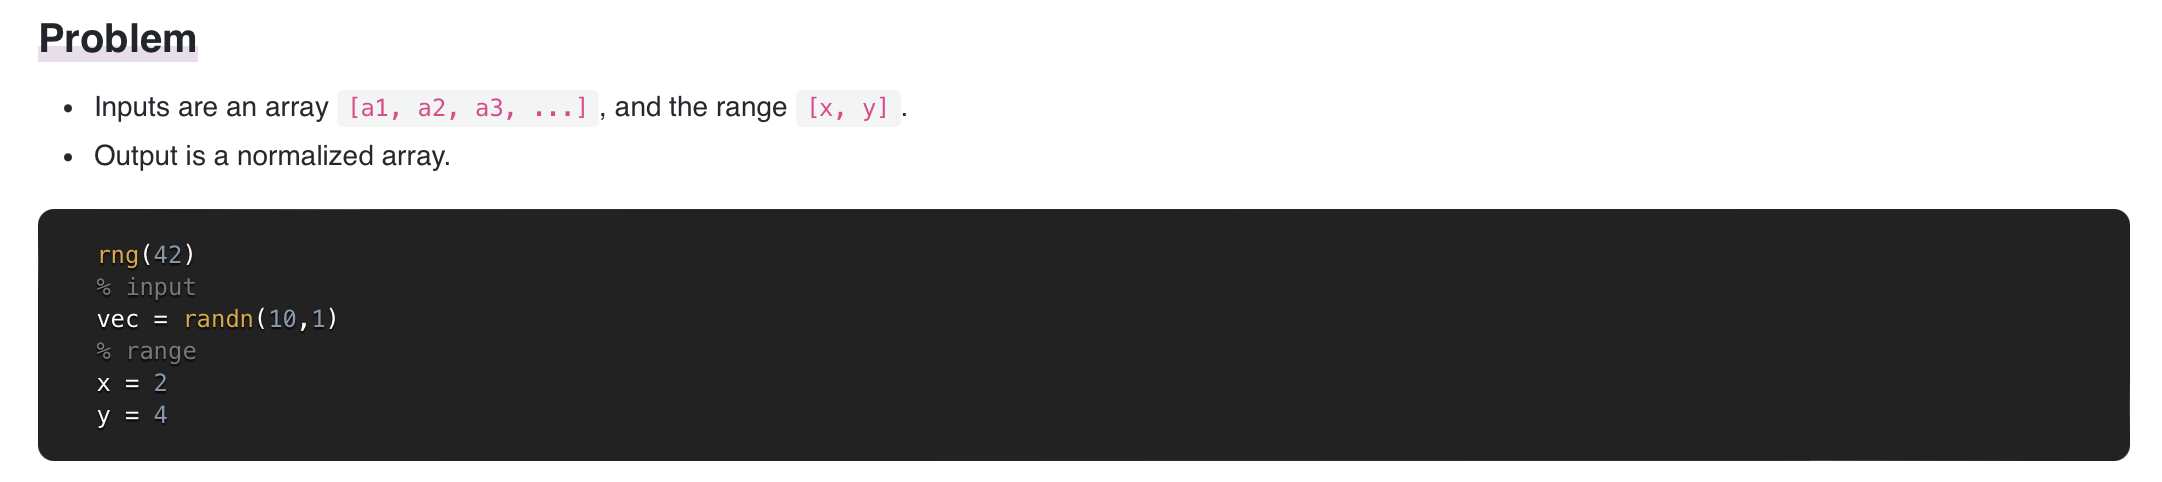 Problem
• Inputs are an array [a1, a2, a3, ...], and the range [x, y].
• Output is a normalized array.
rng(42)
% input
vec = randn(10,1)
% range
x = 2
y = 4